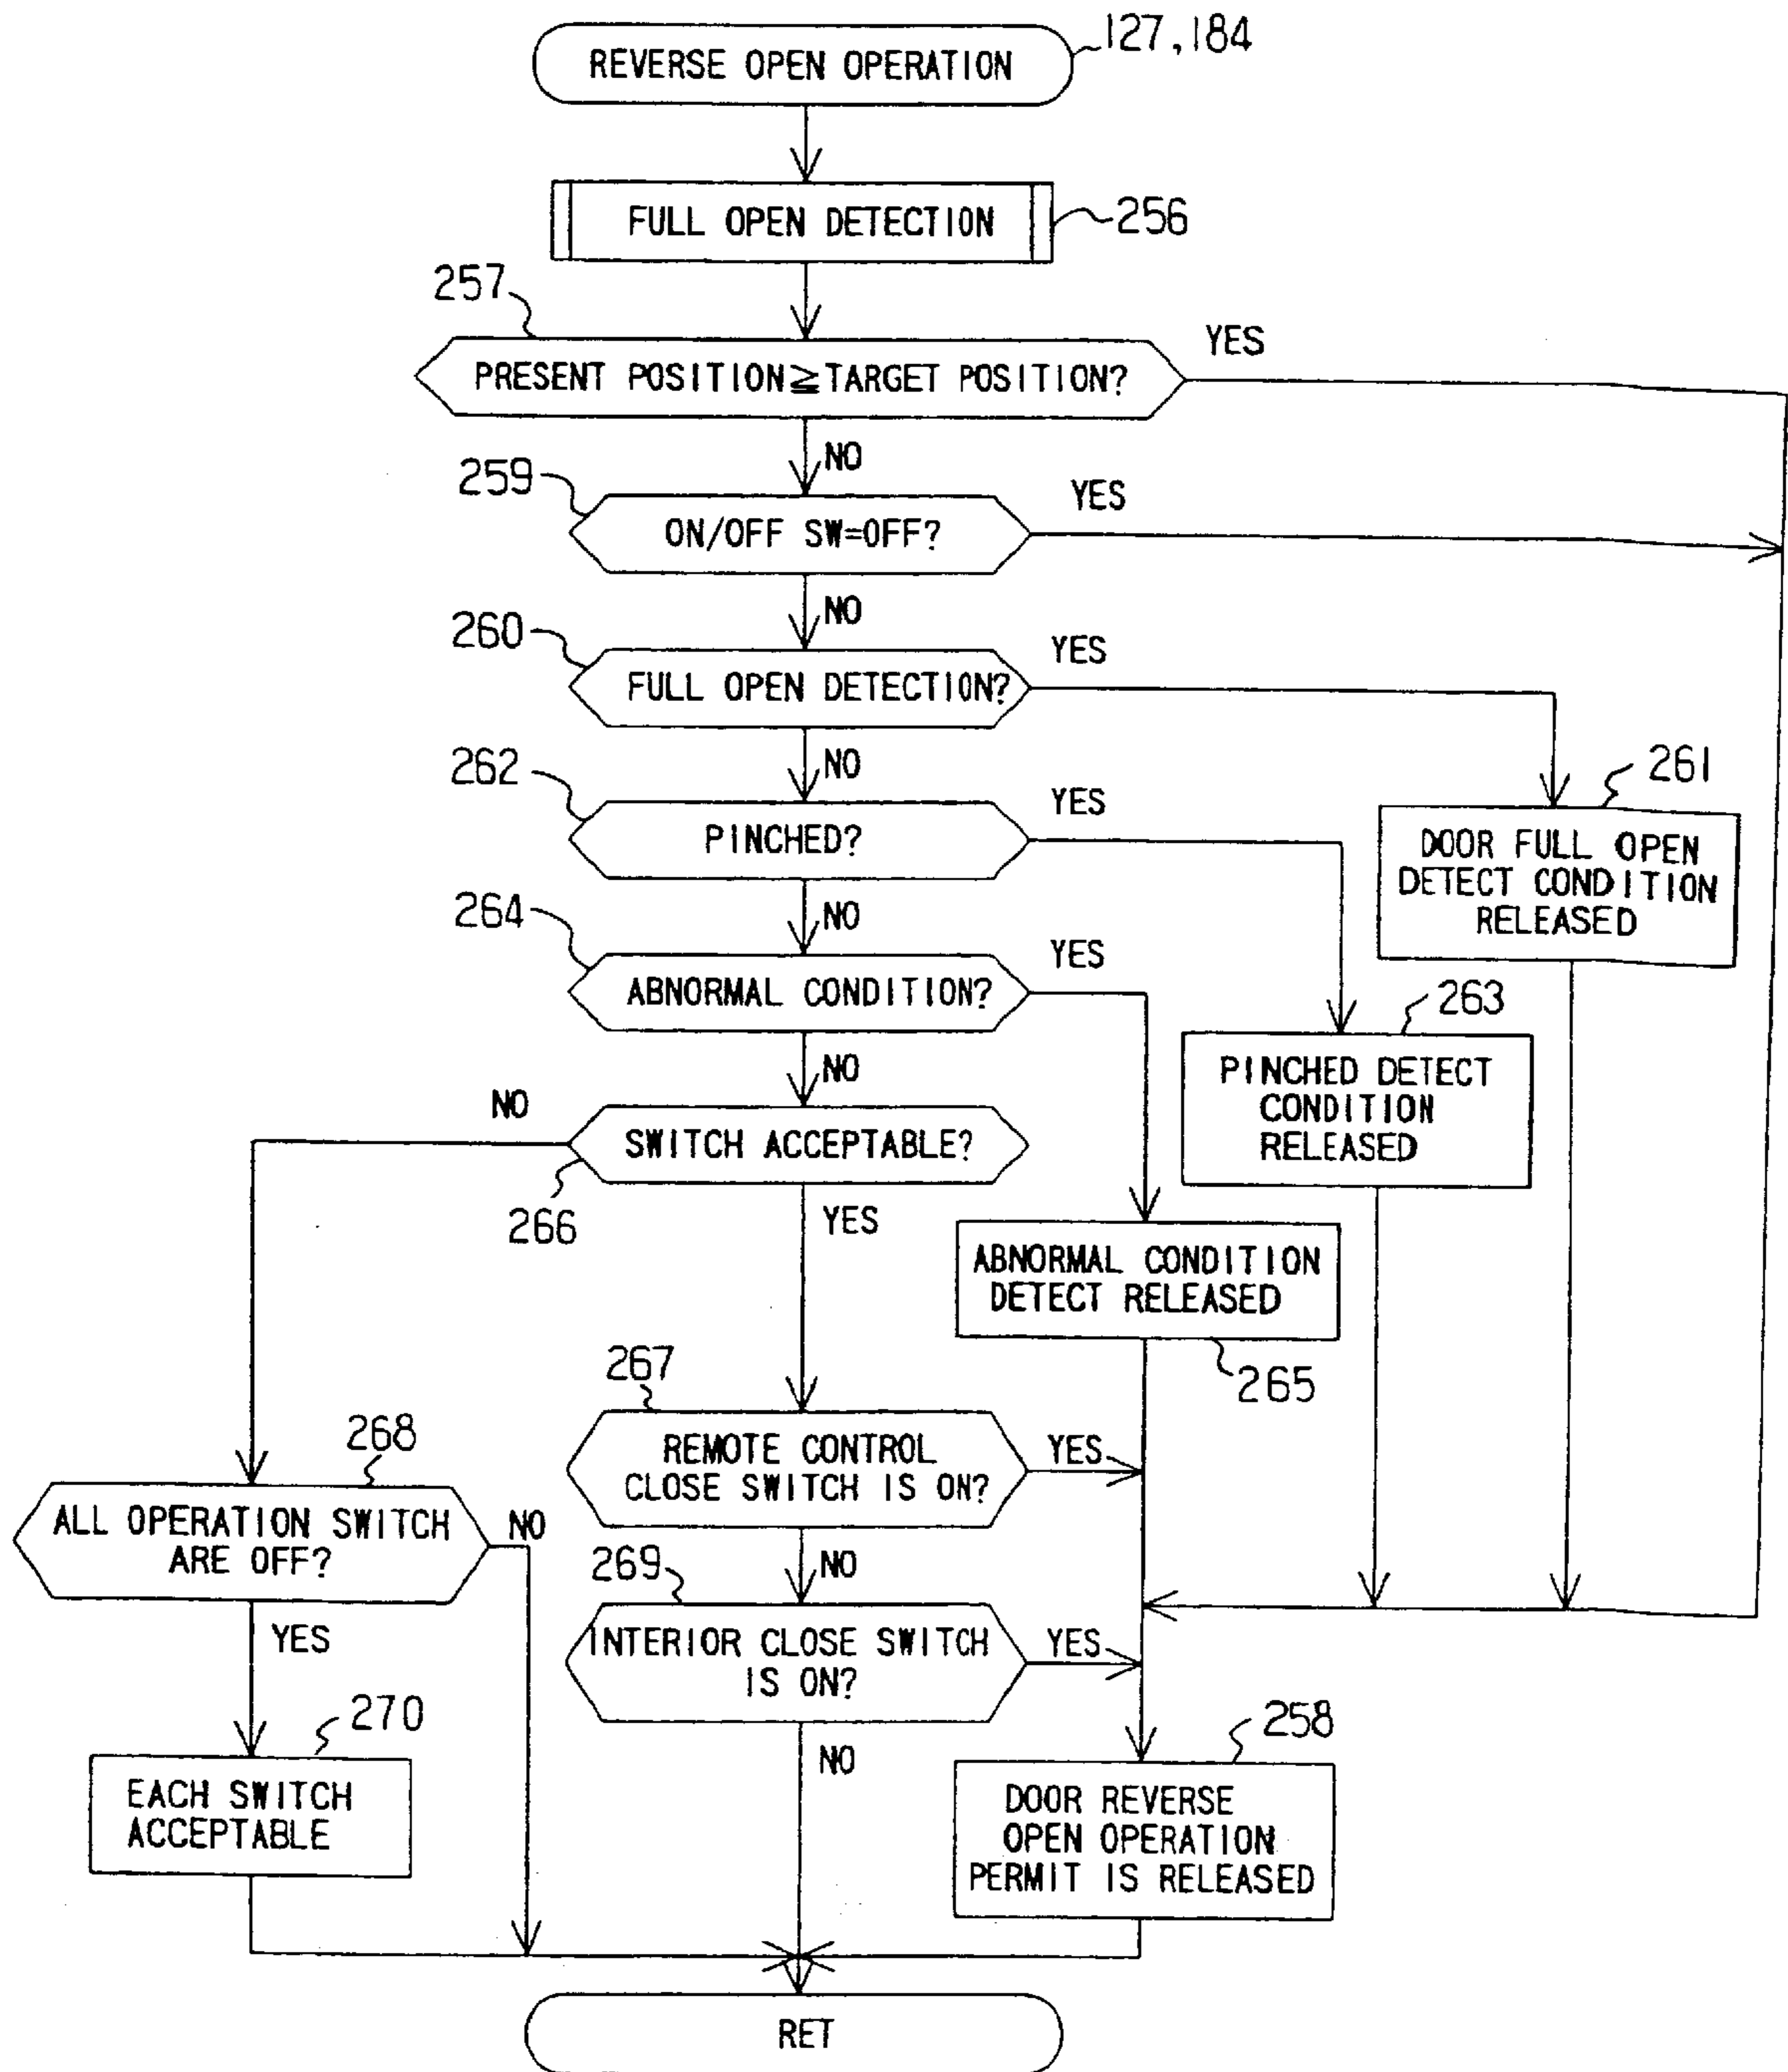 REVERSE OPEN OPERATION
127,184
FULL OPEN DETECTION
256
257
PRESENT POSITION≧TARGET POSITION?
YES
NO
259
ON/OFF SW=OFF?
YES
NO
260
FULL OPEN DETECTION?
YES
NO
261
DOOR FULL OPEN
DETECT CONDITION
RELEASED
262
PINCHED?
YES
NO
263
PINCHED DETECT
CONDITION
RELEASED
264
ABNORMAL CONDITION?
YES
NO
NO
SWITCH ACCEPTABLE?
266
YES
ABNORMAL CONDITION
DETECT RELEASED
265
267
REMOTE CONTROL
CLOSE SWITCH IS ON?
YES
NO
268
ALL OPERATION SWITCH
ARE OFF?
NO
YES
269
INTERIOR CLOSE SWITCH
IS ON?
YES
NO
270
EACH SWITCH
ACCEPTABLE
258
DOOR REVERSE
OPEN OPERATION
PERMIT IS RELEASED
RET